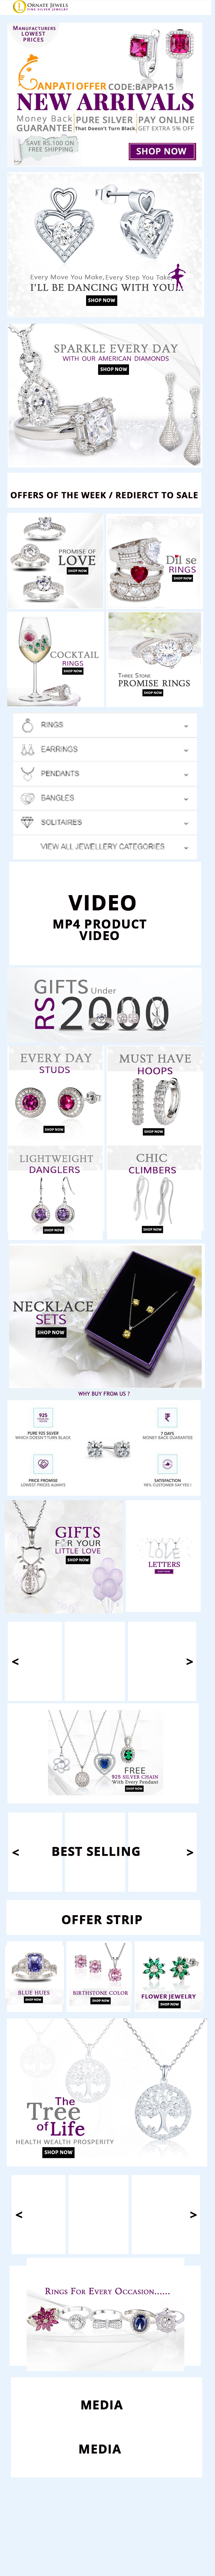 ORNATE JEWELS
FINE SILVER JEWELRY
MANUFACTURERS
LOWEST
PRICES
GANPATI OFFER CODE:BAPPA15
NEW ARRIVALS
Money Back PURE SILVER PAY ONLINE
GUARANTEE That Doesn't Turn Black GET EXTRA 5% OFF
SAVE RS.100 ON
FREE SHIPPING
SHOP NOW
Every Move You Make, Every Step You Take
I'LL BE DANCING WITH YOU..
SHOP NOW
SPARKLE EVERY DAY
WITH OUR AMERICAN DIAMONDS
SHOP NOW
OFFERS OF THE WEEK / REDIERCT TO SALE
PROMISE OF
LOVE
SHOP NOW
Dil se
RINGS
SHOP NOW
COCKTAIL
RINGS
SHOP NOW
THREE STONE
PROMISE RINGS
SHOP NOW
RINGS
EARRINGS
PENDANTS
BANGLES
SOLITAIRES
VIEW ALL JEWELLERY CATEGORIES
VIDEO
MP4 PRODUCT
VIDEO
GIFTS Under
RS 2000
EVERY DAY
STUDS
SHOP NOW
MUST HAVE
HOOPS
SHOP NOW
LIGHTWEIGHT
DANGLERS
SHOP NOW
CHIC
CLIMBERS
SHOP NOW
NECKLACE
SETS
SHOP NOW
WHY BUY FROM US ?
925
PURE 925 SILVER
WHICH DOESN'T TURN BLACK
₹
7 DAYS
MONEY BACK GUARANTEE
PRICE PROMISE
LOWEST PRICES ALWAYS
SATISFACTION
98% CUSTOMER SAY YES !
GIFTS
FOR YOUR
LITTLE LOVE
SHOP NOW
LOVE
LETTERS
SHOP NOW
< >
FREE
925 SILVER CHAIN
With Every Pendant
SHOP NOW
< BEST SELLING >
OFFER STRIP
BLUE HUES
SHOP NOW
BIRTHSTONE COLOR
SHOP NOW
FLOWER JEWELRY
SHOP NOW
The
Tree
of Life
HEALTH WEALTH PROSPERITY
SHOP NOW
< >
RINGS FOR EVERY OCCASION......
MEDIA
MEDIA